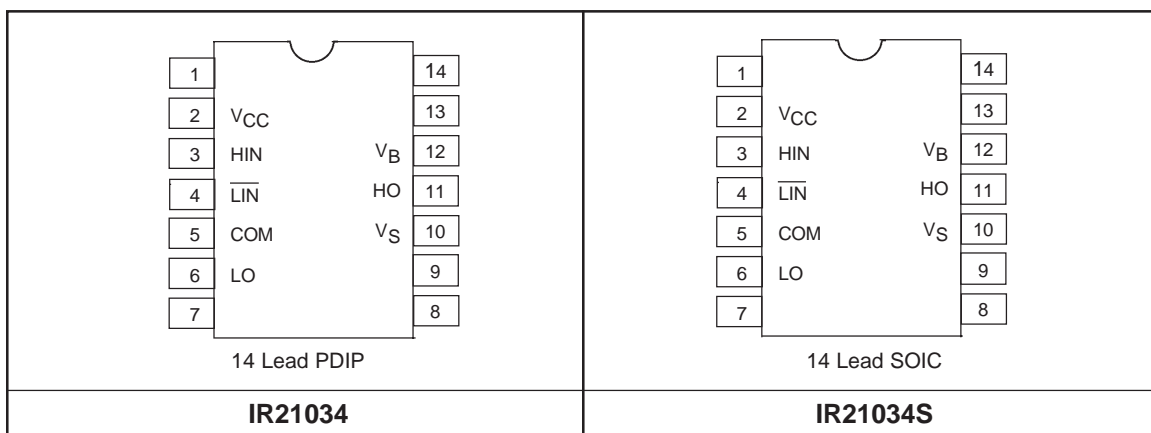 1 14
2 VCC 13
3 HIN VB 12
4 L̅I̅N̅ HO 11
5 COM VS 10
6 LO 9
7 8
14 Lead PDIP
IR21034
1 14
2 VCC 13
3 HIN VB 12
4 L̅I̅N̅ HO 11
5 COM VS 10
6 LO 9
7 8
14 Lead SOIC
IR21034S